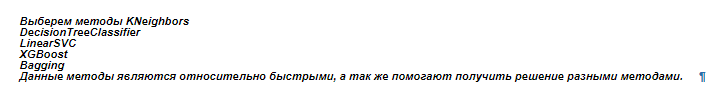 Выберем методы KNeighbors
DecisionTreeClassifier
LinearSVC
XGBoost
Bagging
Данные методы являются относительно быстрыми, а так же помогают получить решение разными методами. ¶